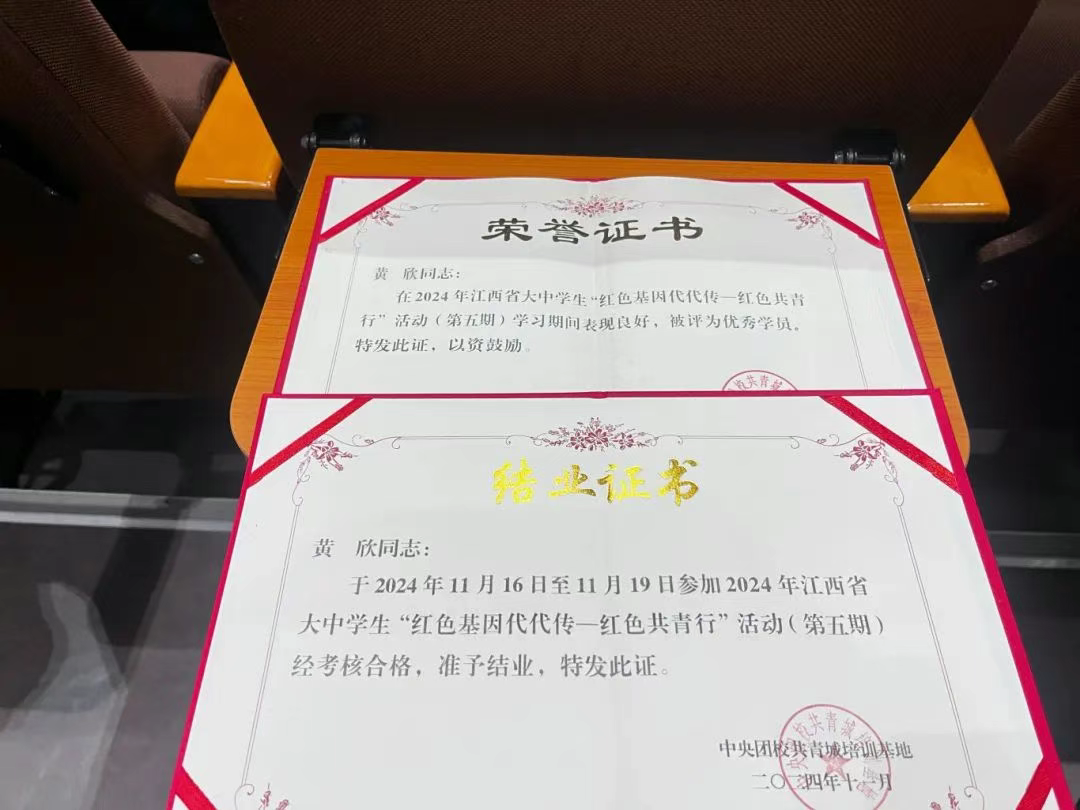 荣誉证书
黄　欣同志：
在2024年江西省大中学生“红色基因代代传—红色共青
行”活动（第五期）学习期间表现良好，被评为优秀学员。
特发此证，以资鼓励。
校共青城
结业证书
黄　欣同志：
于2024年11月16日至11月19日参加2024年江西省
大中学生“红色基因代代传—红色共青行”活动（第五期）
经考核合格，准予结业，特发此证。
中央团校共青城培训基地
二〇二四年十一月